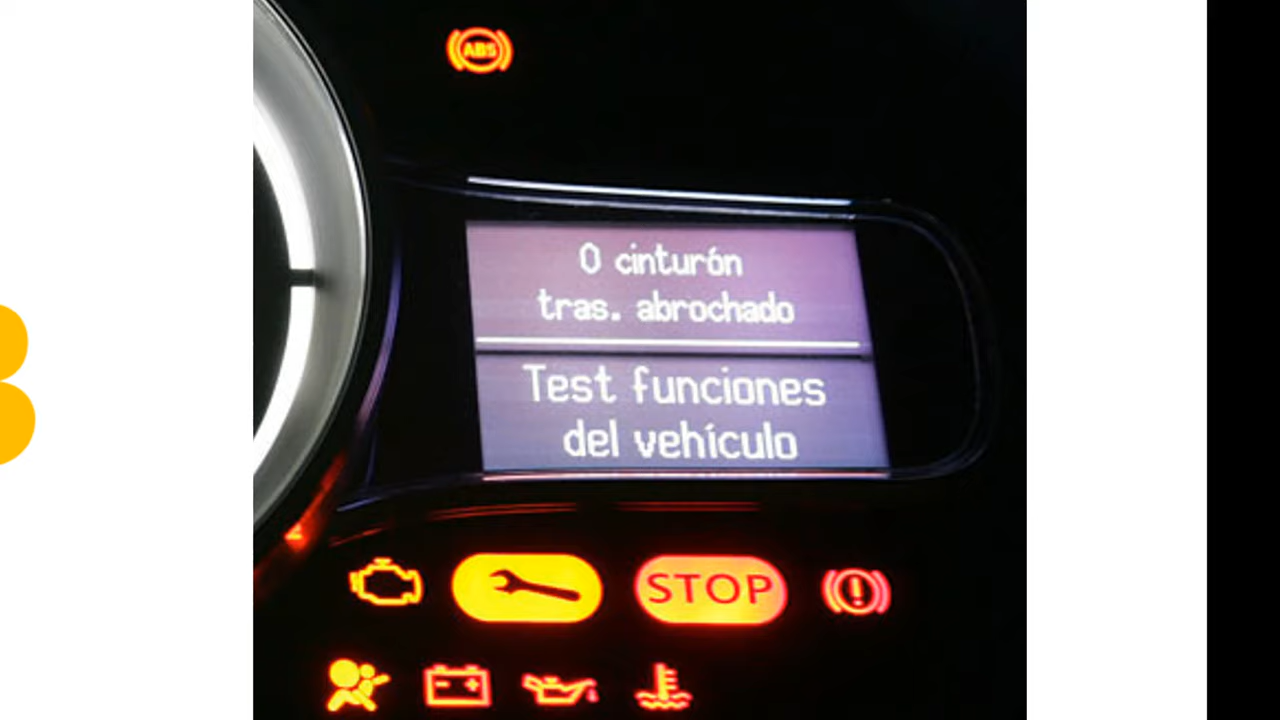 ABS
0 cinturón
tras. abrochado
Test funciones
del vehículo
STOP